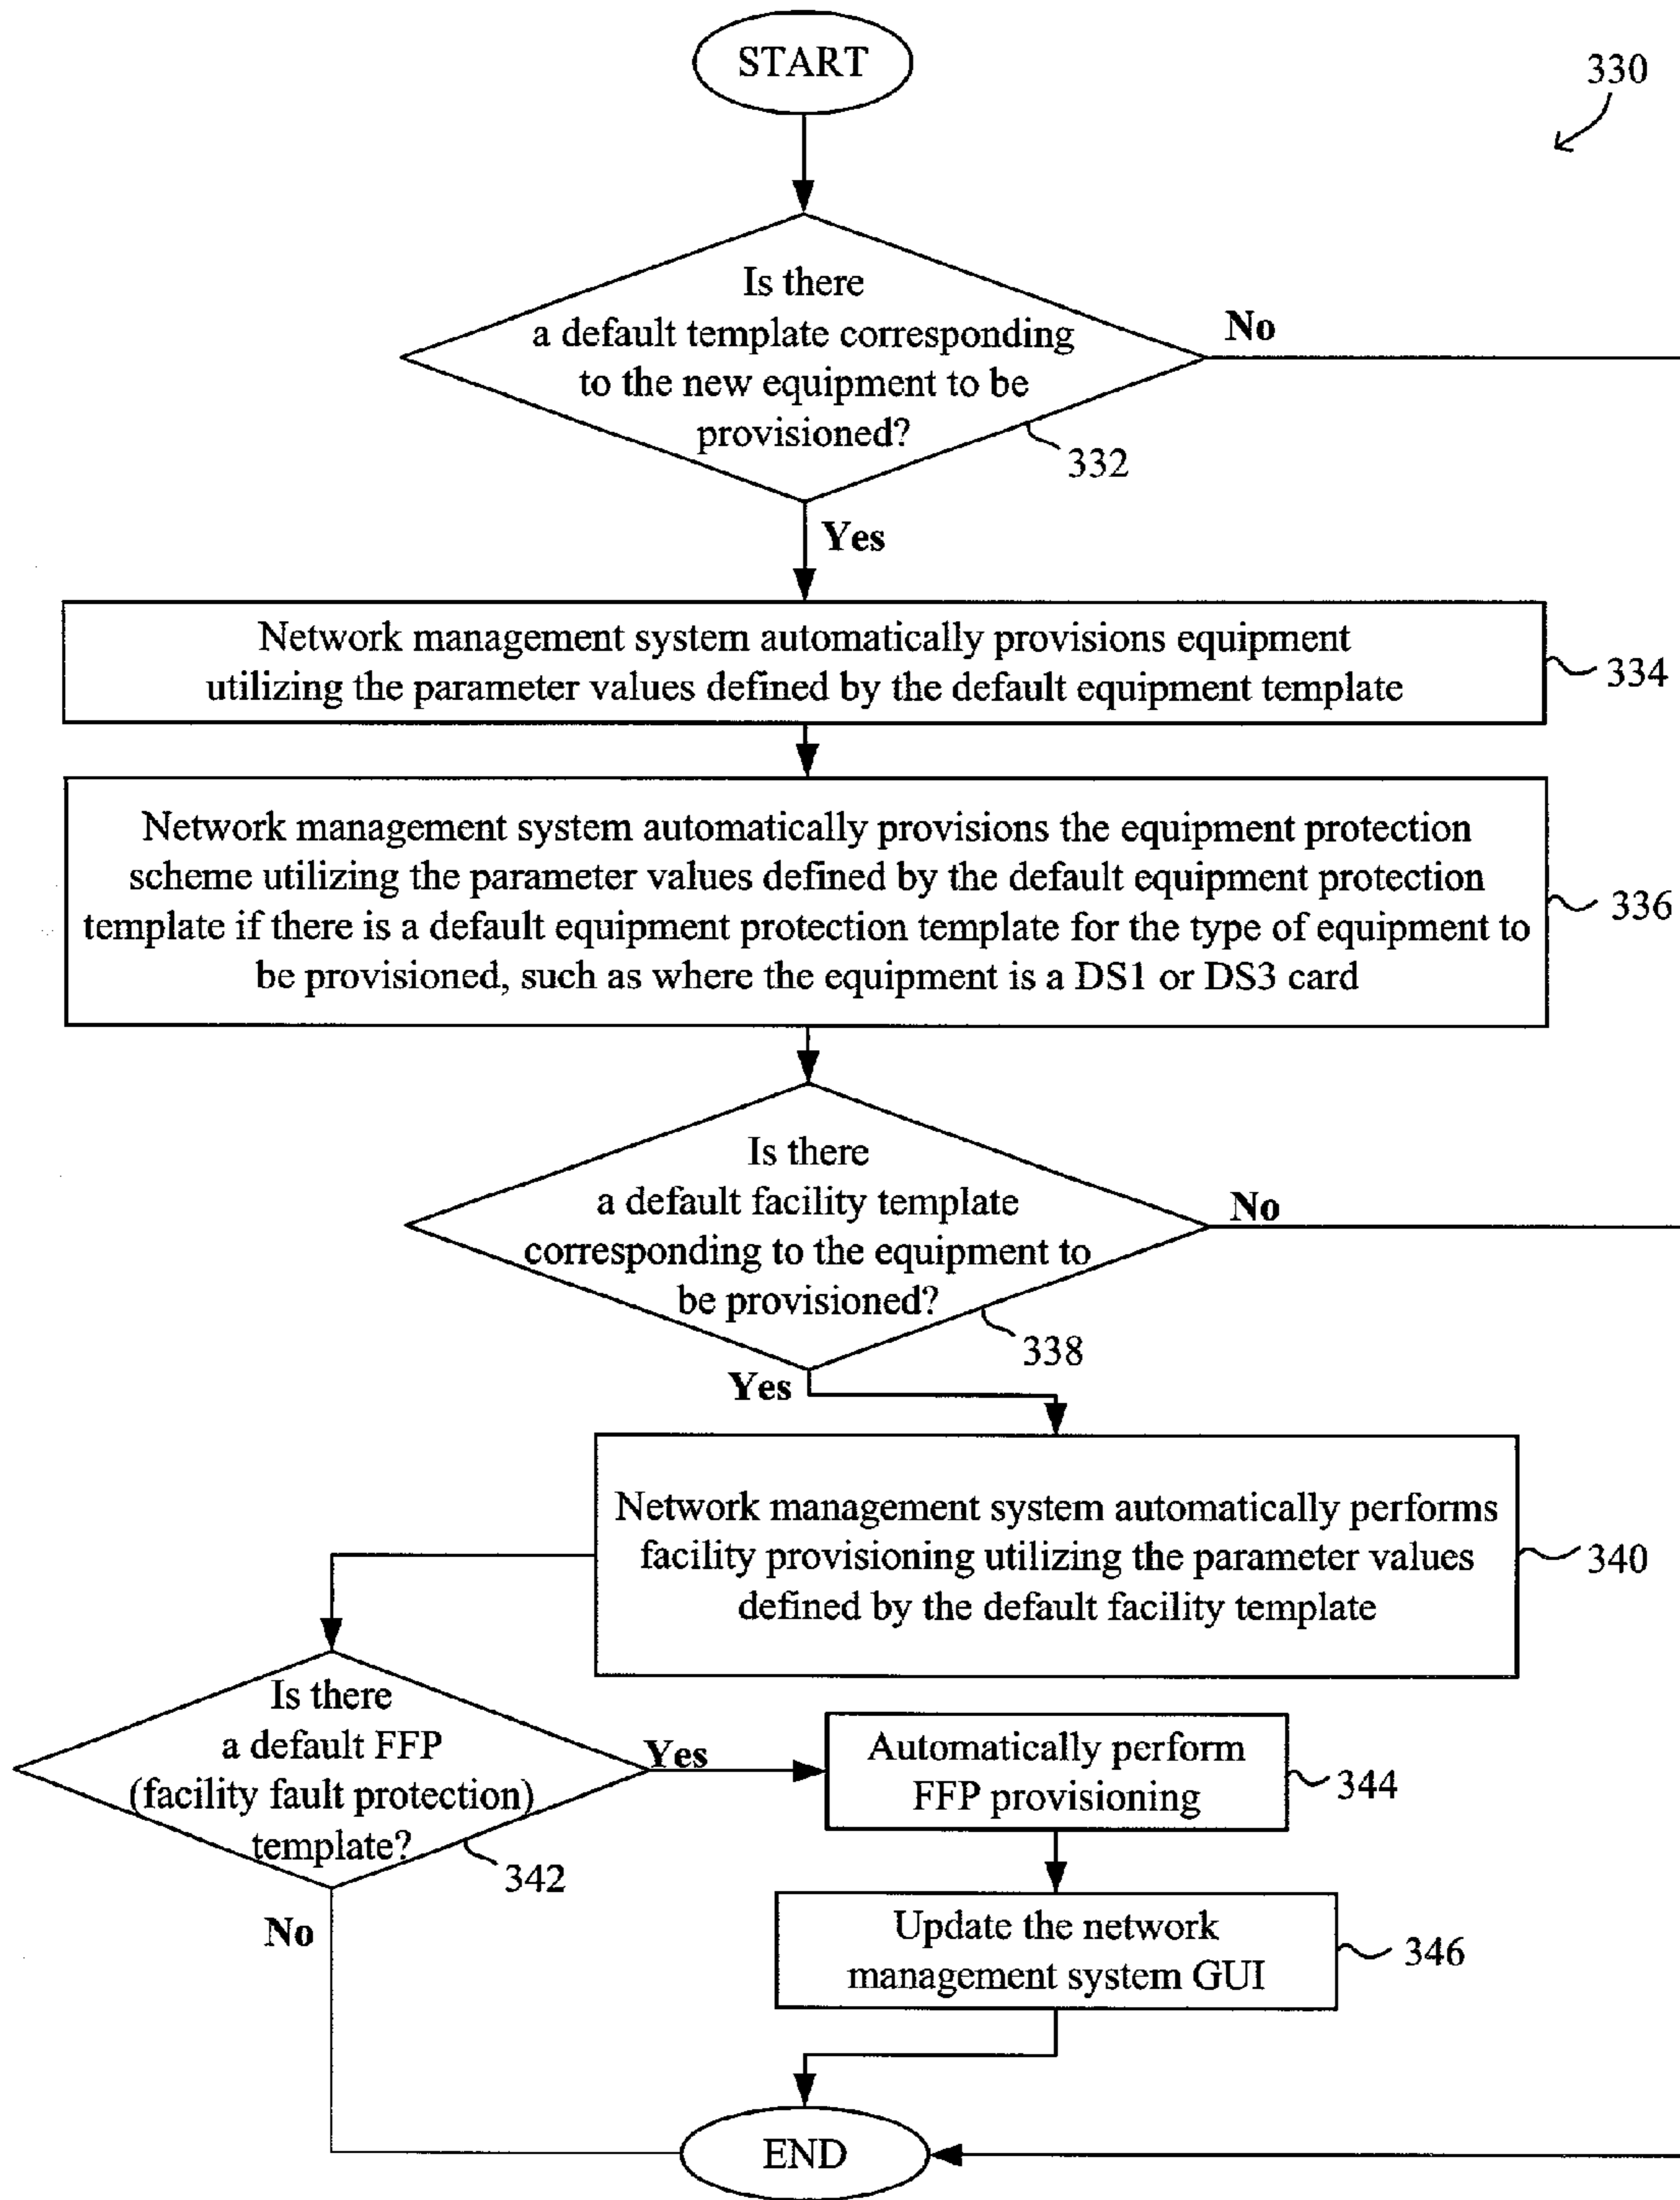 START
330
Is there
a default template corresponding
to the new equipment to be
provisioned?
No
332
Yes
Network management system automatically provisions equipment
utilizing the parameter values defined by the default equipment template
334
Network management system automatically provisions the equipment protection
scheme utilizing the parameter values defined by the default equipment protection
template if there is a default equipment protection template for the type of equipment to
be provisioned, such as where the equipment is a DS1 or DS3 card
336
Is there
a default facility template
corresponding to the equipment to
be provisioned?
No
338
Yes
Network management system automatically performs
facility provisioning utilizing the parameter values
defined by the default facility template
340
Is there
a default FFP
(facility fault protection)
template?
Yes
342
No
Automatically perform
FFP provisioning
344
Update the network
management system GUI
346
END